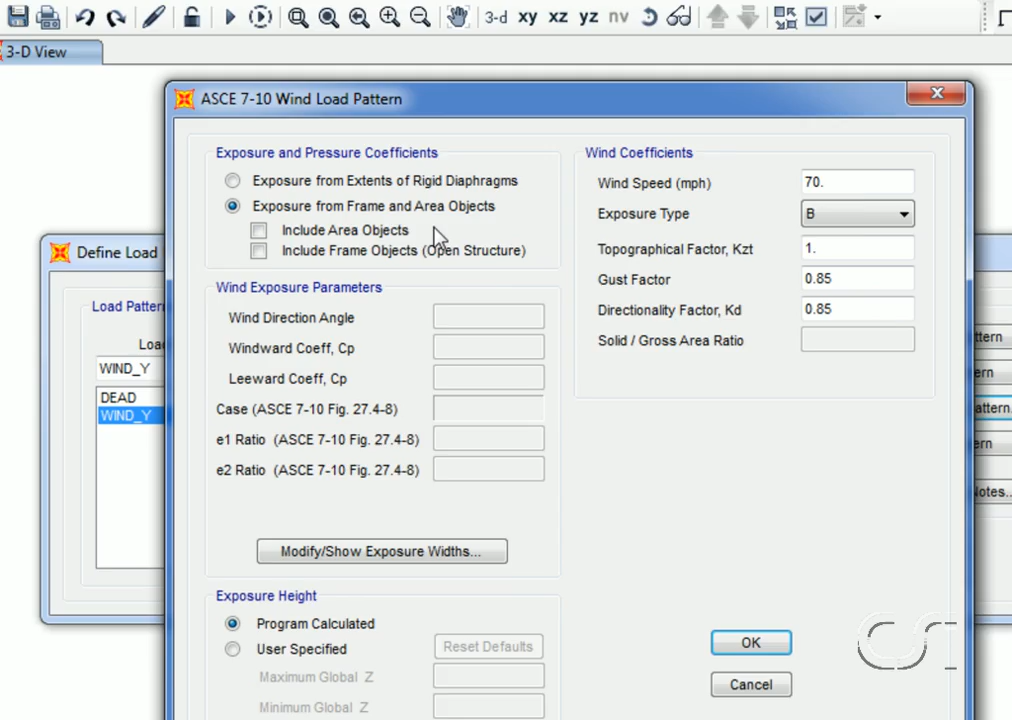 3-d xy xz yz nv
3-D View
ASCE 7-10 Wind Load Pattern
Exposure and Pressure Coefficients
Exposure from Extents of Rigid Diaphragms
Exposure from Frame and Area Objects
Include Area Objects
Include Frame Objects (Open Structure)
Wind Exposure Parameters
Wind Direction Angle
Windward Coeff, Cp
Leeward Coeff, Cp
Case (ASCE 7-10 Fig. 27.4-8)
e1 Ratio (ASCE 7-10 Fig. 27.4-8)
e2 Ratio (ASCE 7-10 Fig. 27.4-8)
Modify/Show Exposure Widths...
Exposure Height
Program Calculated
User Specified
Reset Defaults
Maximum Global Z
Minimum Global Z
Wind Coefficients
Wind Speed (mph) 70.
Exposure Type B
Topographical Factor, Kzt 1.
Gust Factor 0.85
Directionality Factor, Kd 0.85
Solid / Gross Area Ratio
OK
Cancel
Define Load
Load Pattern
Loa
WIND_Y
DEAD
WIND_Y
ttern
ern
attern.
ern
Notes..